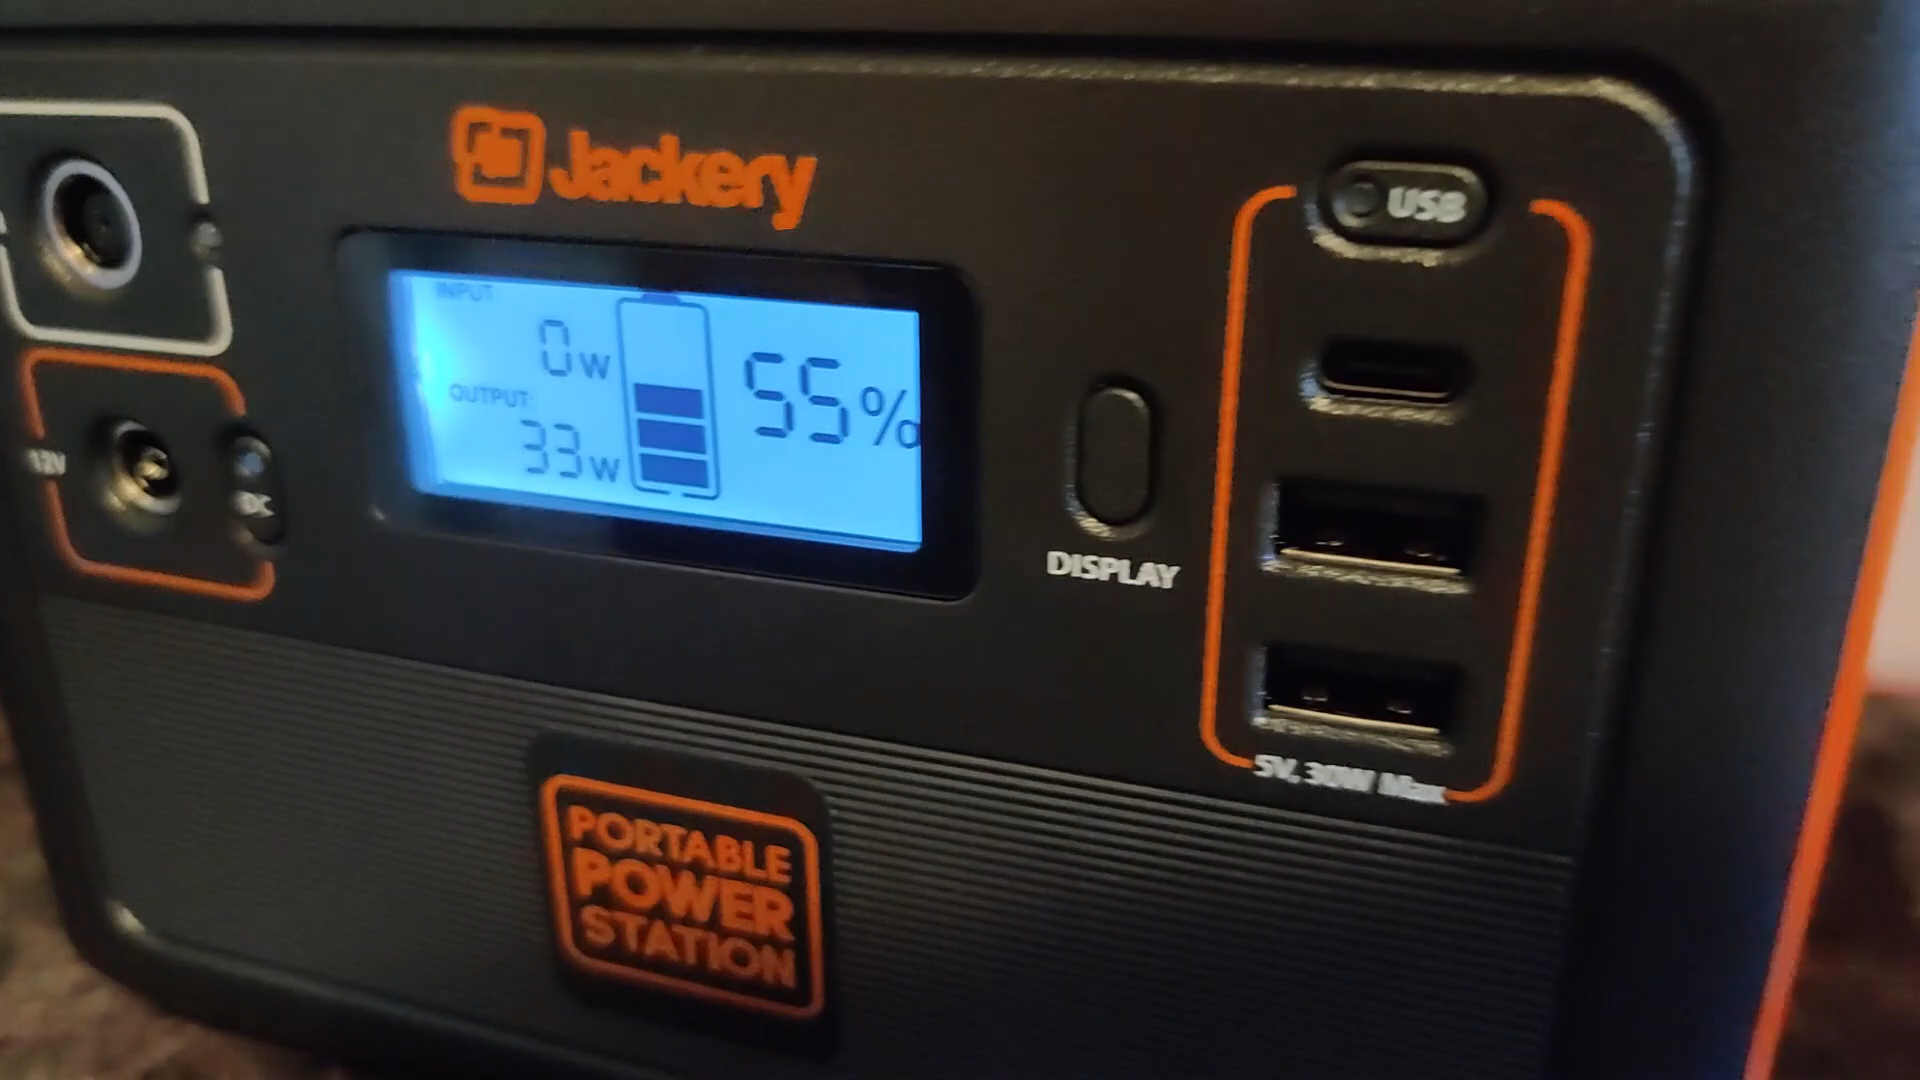 Jackery
USB
INPUT
0W
OUTPUT:
33W
55%
12V
DC
DISPLAY
5V, 30W Max
PORTABLE
POWER
STATION